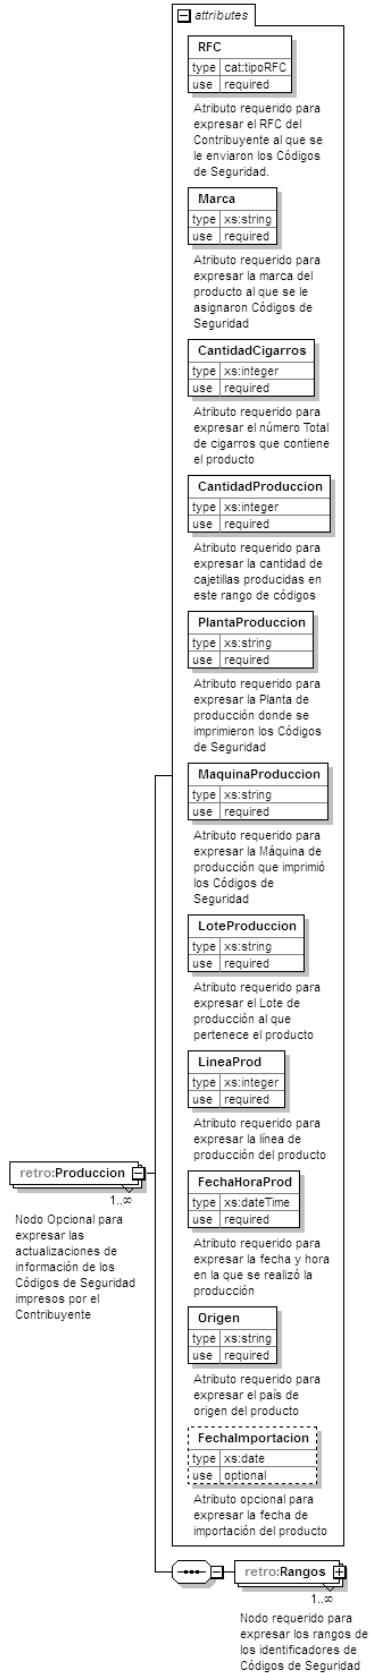 attributes
RFC
type cat:tipoRFC
use required
Atributo requerido para
expresar el RFC del
Contribuyente al que se
le enviaron los Códigos
de Seguridad.
Marca
type xs:string
use required
Atributo requerido para
expresar la marca del
producto al que se le
asignaron Códigos de
Seguridad
CantidadCigarros
type xs:integer
use required
Atributo requerido para
expresar el número Total
de cigarros que contiene
el producto
CantidadProduccion
type xs:integer
use required
Atributo requerido para
expresar la cantidad de
cajetillas producidas en
este rango de códigos
PlantaProduccion
type xs:string
use required
Atributo requerido para
expresar la Planta de
producción donde se
imprimieron los Códigos
de Seguridad
MaquinaProduccion
type xs:string
use required
Atributo requerido para
expresar la Máquina de
producción que imprimió
los Códigos de
Seguridad
LoteProduccion
type xs:string
use required
Atributo requerido para
expresar el Lote de
producción al que
pertenece el producto
LineaProd
type xs:integer
use required
Atributo requerido para
expresar la línea de
producción del producto
retro:Produccion
1..∞
Nodo Opcional para
expresar las
actualizaciones de
información de los
Códigos de Seguridad
impresos por el
Contribuyente
FechaHoraProd
type xs:dateTime
use required
Atributo requerido para
expresar la fecha y hora
en la que se realizó la
producción
Origen
type xs:string
use required
Atributo requerido para
expresar el país de
origen del producto
FechaImportacion
type xs:date
use optional
Atributo opcional para
expresar la fecha de
importación del producto
retro:Rangos
1..∞
Nodo requerido para
expresar los rangos de
los identificadores de
Códigos de Seguridad